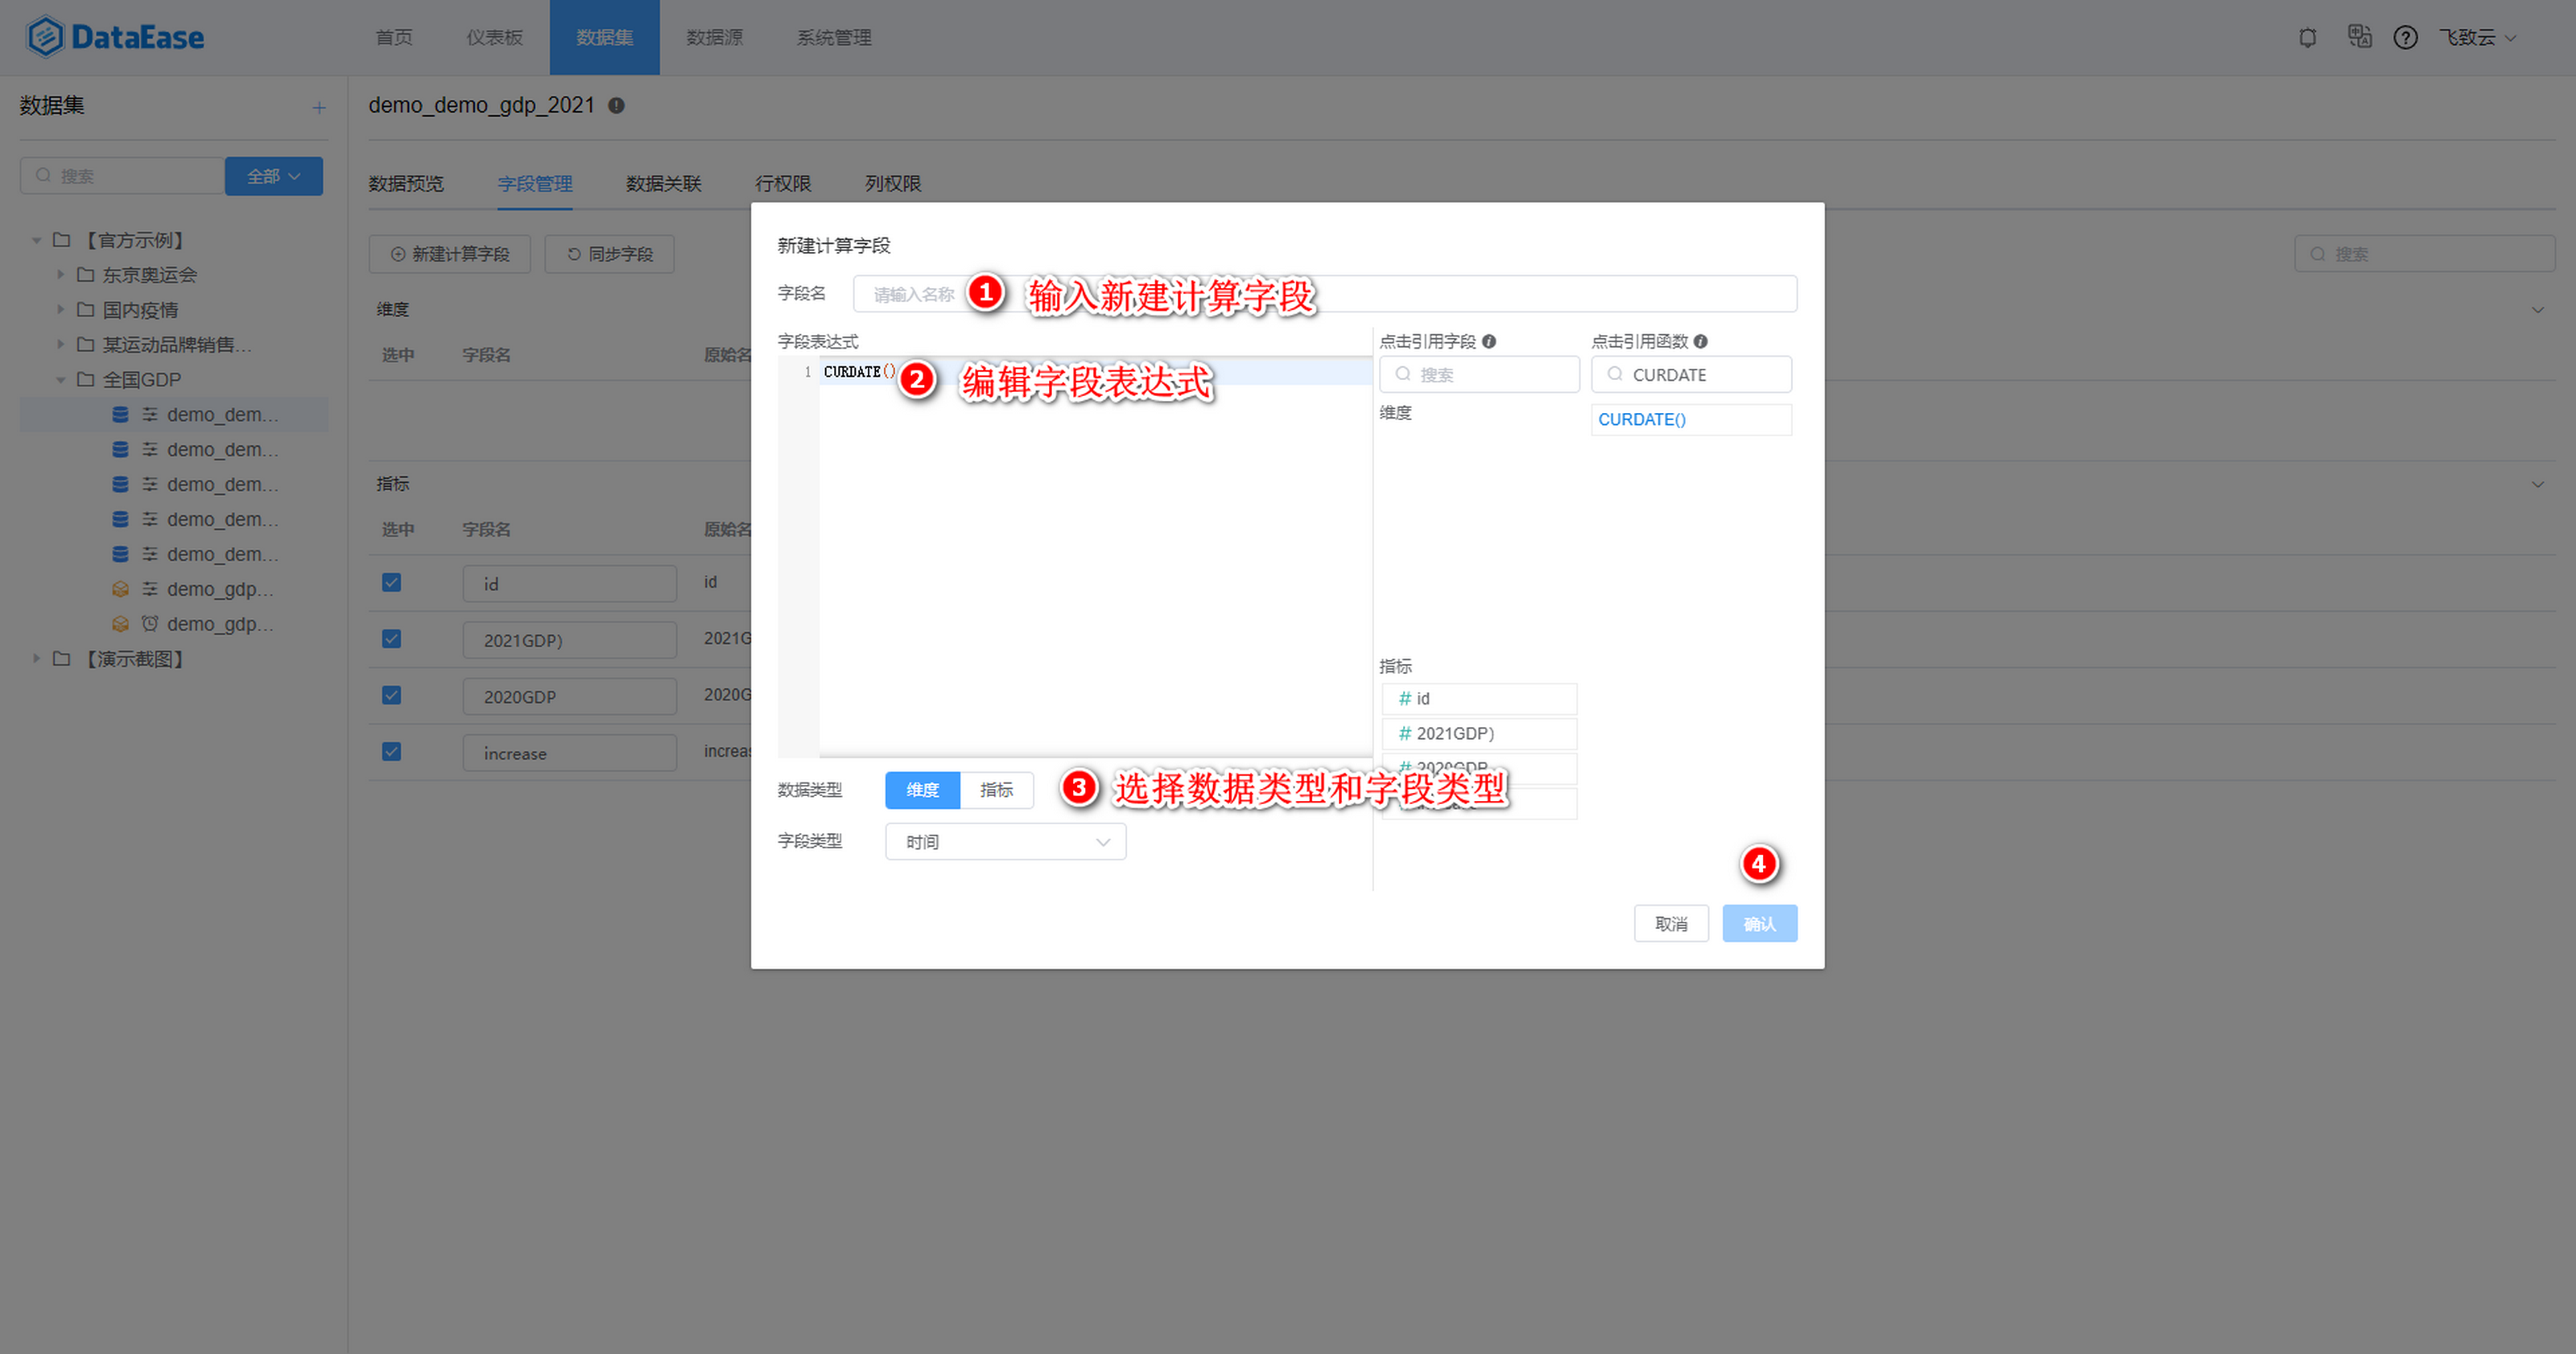 DataEase
首页 仪表板 数据集 数据源 系统管理
飞致云
数据集
搜索 全部
【官方示例】
东京奥运会
国内疫情
某运动品牌销售...
全国GDP
demo_dem...
demo_dem...
demo_dem...
demo_dem...
demo_dem...
demo_gdp...
demo_gdp...
【演示截图】
demo_demo_gdp_2021
数据预览 字段管理 数据关联 行权限 列权限
新建计算字段 同步字段
搜索
维度
选中 字段名 原始名
指标
选中 字段名 原始名
id id
2021GDP) 2021G
2020GDP 2020G
increase increas
新建计算字段
字段名 请输入名称 1 输入新建计算字段
字段表达式
1 CURDATE() 2 编辑字段表达式
点击引用字段 点击引用函数
搜索 CURDATE
维度 CURDATE()
指标
# id
# 2021GDP)
# 2020GDP
数据类型 维度 指标 3 选择数据类型和字段类型
字段类型 时间
4
取消 确认